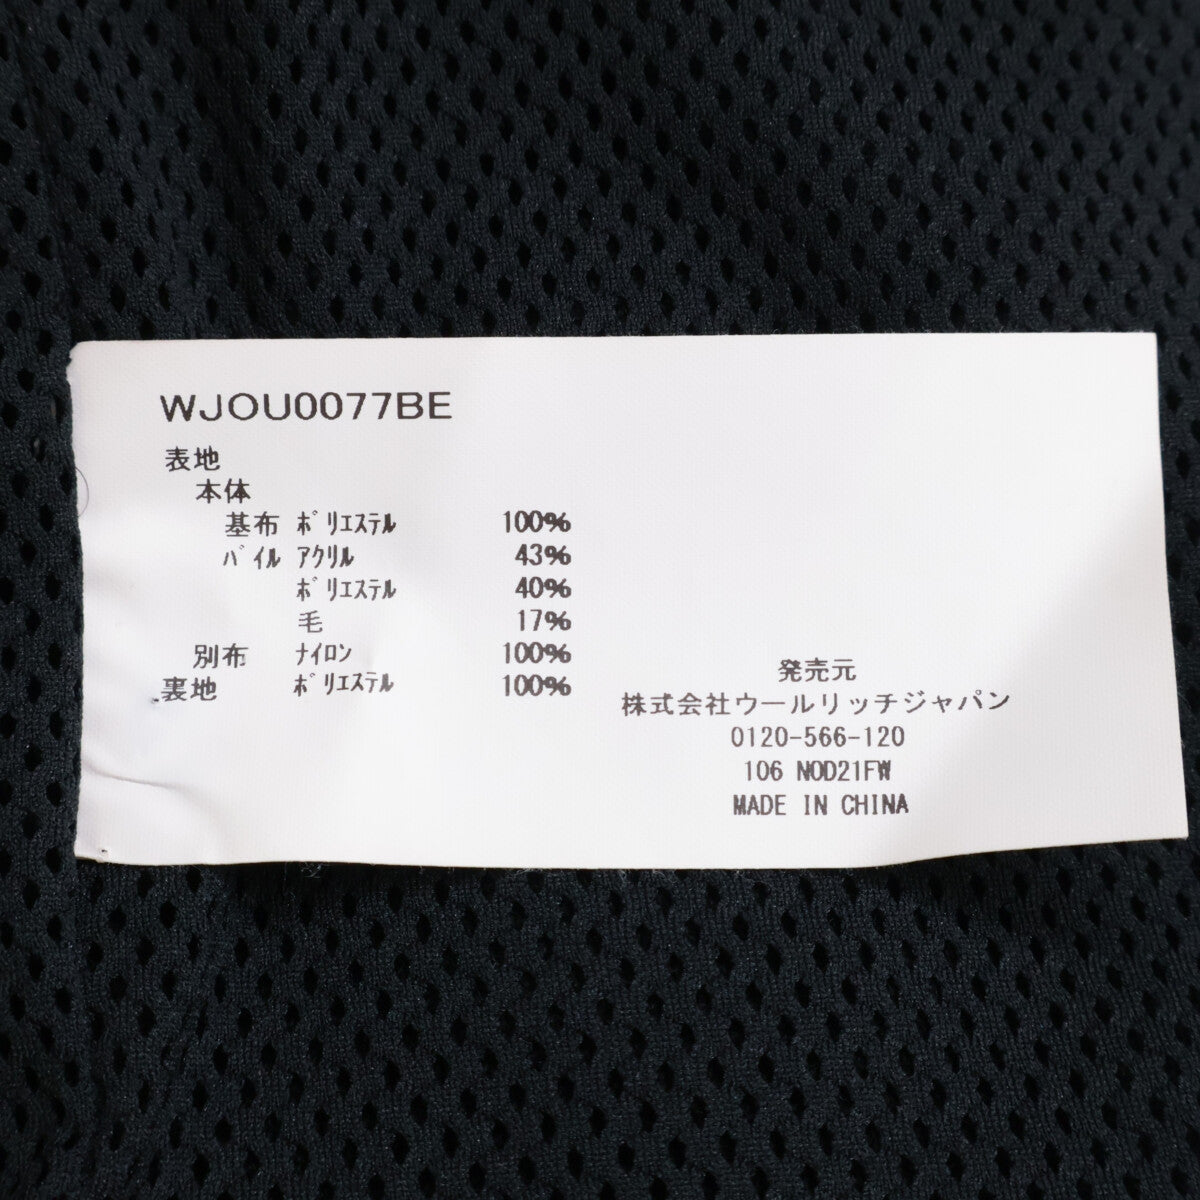 WJOU0077BE
表地
本体
基布 ﾎﾟﾘｴｽﾃﾙ 100%
ﾊﾟｲﾙ ｱｸﾘﾙ 43%
ﾎﾟﾘｴｽﾃﾙ 40%
毛 17%
別布 ﾅｲﾛﾝ 100%
裏地 ﾎﾟﾘｴｽﾃﾙ 100%
発売元
株式会社ウールリッチジャパン
0120-566-120
106 NOD21FW
MADE IN CHINA